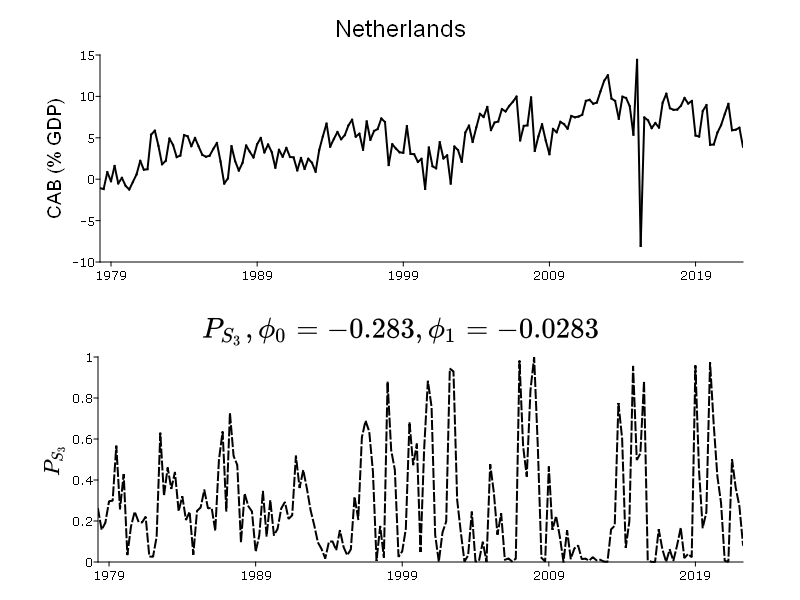 Netherlands
CAB (% GDP)
15
10
5
0
−5
−10
1979 1989 1999 2009 2019
P_{S_3}, ϕ_0 = −0.283, ϕ_1 = −0.0283
P_{S_3}
1
0.8
0.6
0.4
0.2
0
1979 1989 1999 2009 2019